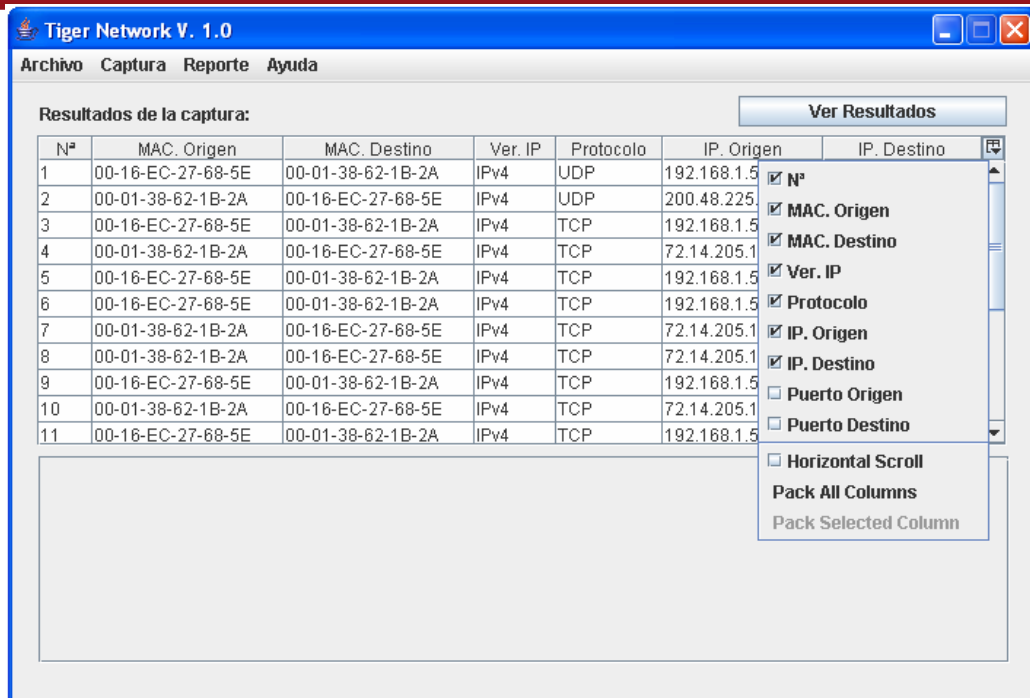 Tiger Network V. 1.0
Archivo Captura Reporte Ayuda
Resultados de la captura: Ver Resultados
Nª MAC. Origen MAC. Destino Ver. IP Protocolo IP. Origen IP. Destino
1 00-16-EC-27-68-5E 00-01-38-62-1B-2A IPv4 UDP 192.168.1.5
2 00-01-38-62-1B-2A 00-16-EC-27-68-5E IPv4 UDP 200.48.225.
3 00-16-EC-27-68-5E 00-01-38-62-1B-2A IPv4 TCP 192.168.1.5
4 00-01-38-62-1B-2A 00-16-EC-27-68-5E IPv4 TCP 72.14.205.1
5 00-16-EC-27-68-5E 00-01-38-62-1B-2A IPv4 TCP 192.168.1.5
6 00-16-EC-27-68-5E 00-01-38-62-1B-2A IPv4 TCP 192.168.1.5
7 00-01-38-62-1B-2A 00-16-EC-27-68-5E IPv4 TCP 72.14.205.1
8 00-01-38-62-1B-2A 00-16-EC-27-68-5E IPv4 TCP 72.14.205.1
9 00-16-EC-27-68-5E 00-01-38-62-1B-2A IPv4 TCP 192.168.1.5
10 00-01-38-62-1B-2A 00-16-EC-27-68-5E IPv4 TCP 72.14.205.1
11 00-16-EC-27-68-5E 00-01-38-62-1B-2A IPv4 TCP 192.168.1.5
Nª
MAC. Origen
MAC. Destino
Ver. IP
Protocolo
IP. Origen
IP. Destino
Puerto Origen
Puerto Destino
Horizontal Scroll
Pack All Columns
Pack Selected Column